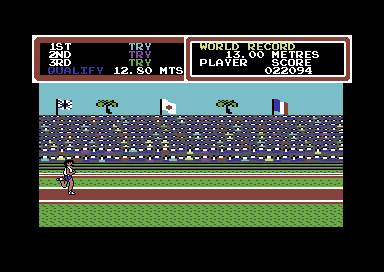 1ST TRY
2ND TRY
3RD TRY
QUALIFY 12.80 MTS
WORLD RECORD
13.00 METRES
PLAYER SCORE
022094